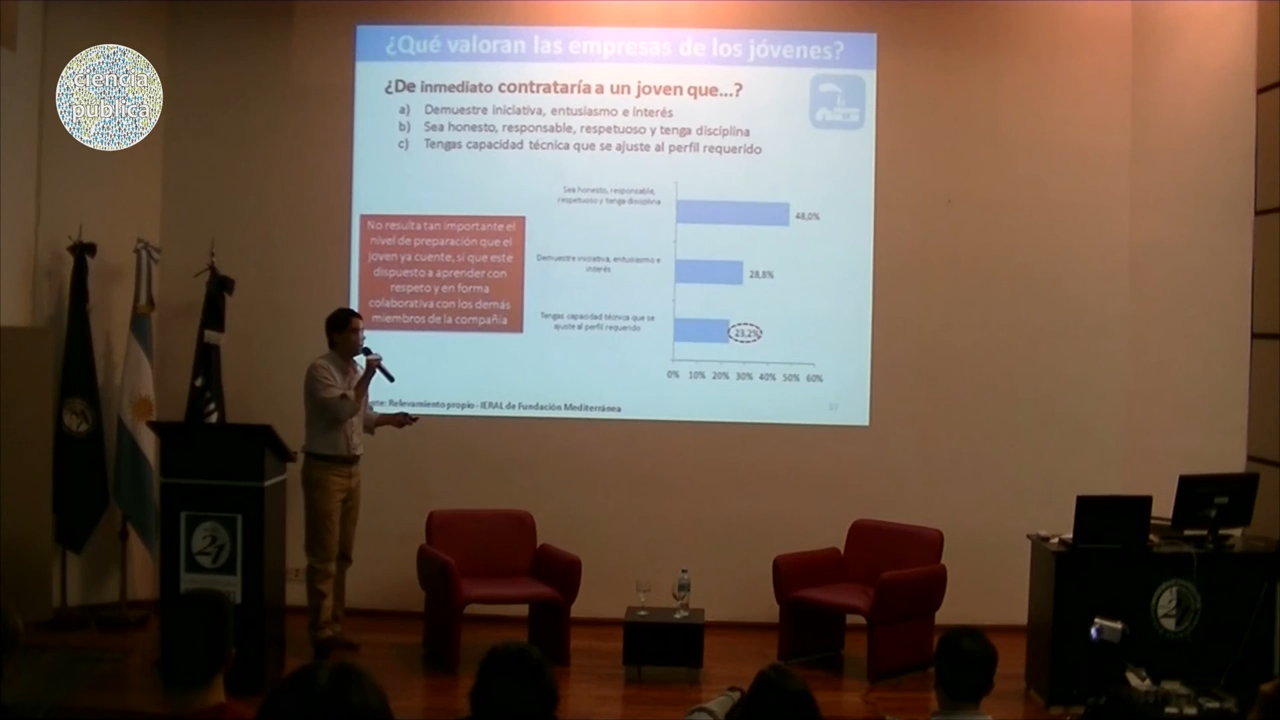 ciencia
pública
¿Qué valoran las empresas de los jóvenes?
¿De inmediato contrataría a un joven que...?
a) Demuestre iniciativa, entusiasmo e interés
b) Sea honesto, responsable, respetuoso y tenga disciplina
c) Tengas capacidad técnica que se ajuste al perfil requerido
No resulta tan importante el
nivel de preparación que el
joven ya cuente, sí que este
dispuesto a aprender con
respeto y en forma
colaborativa con los demás
miembros de la compañía
Sea honesto, responsable,
respetuoso y tenga disciplina
48,0%
Demuestre iniciativa, entusiasmo e
interés
28,8%
Tengas capacidad técnica que se
ajuste al perfil requerido
23,2%
0% 10% 20% 30% 40% 50% 60%
Relevamiento propio - IERAL de Fundación Mediterránea
21